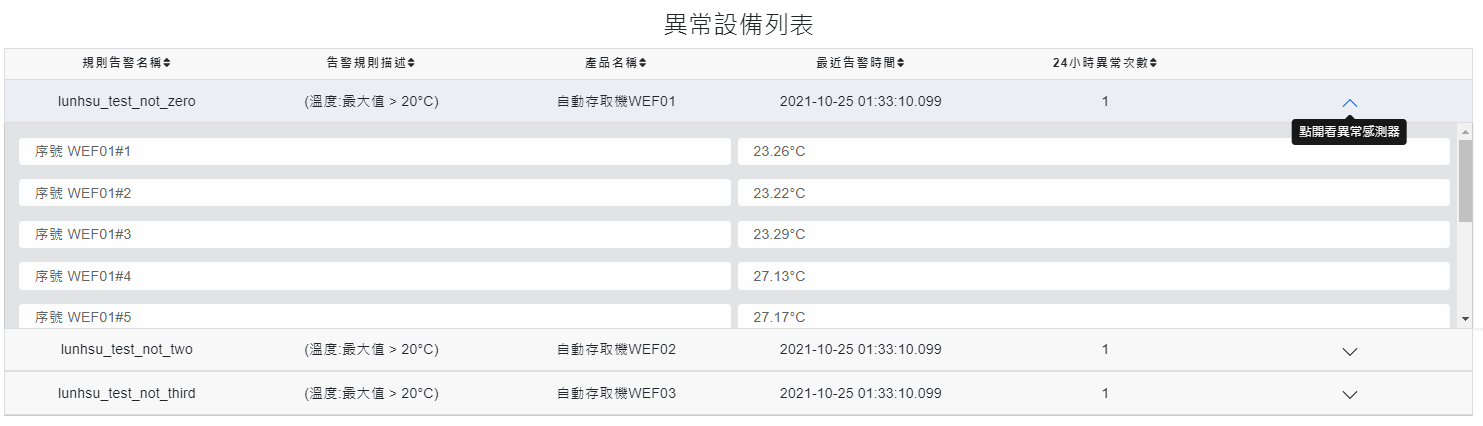 異常設備列表
規則告警名稱 告警規則描述 產品名稱 最近告警時間 24小時異常次數
lunhsu_test_not_zero (溫度:最大值 > 20°C) 自動存取機WEF01 2021-10-25 01:33:10.099 1
點開看異常感測器
序號 WEF01#1 23.26°C
序號 WEF01#2 23.22°C
序號 WEF01#3 23.29°C
序號 WEF01#4 27.13°C
序號 WEF01#5 27.17°C
lunhsu_test_not_two (溫度:最大值 > 20°C) 自動存取機WEF02 2021-10-25 01:33:10.099 1
lunhsu_test_not_third (溫度:最大值 > 20°C) 自動存取機WEF03 2021-10-25 01:33:10.099 1